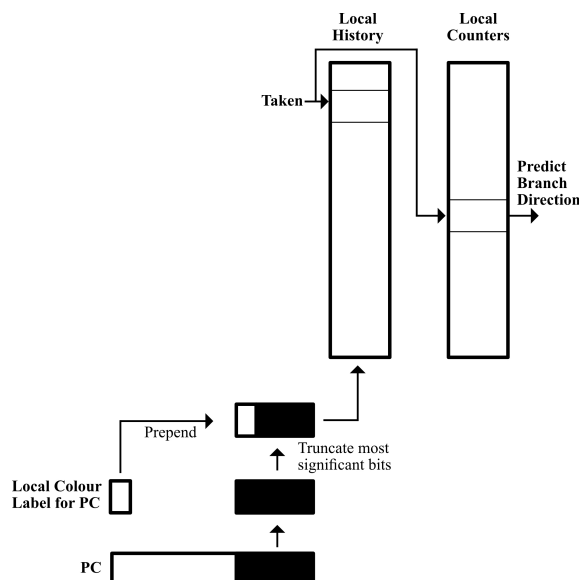 Local
History
Local
Counters
Taken
Predict
Branch
Direction
Prepend
Truncate most
significant bits
Local Colour
Label for PC
PC